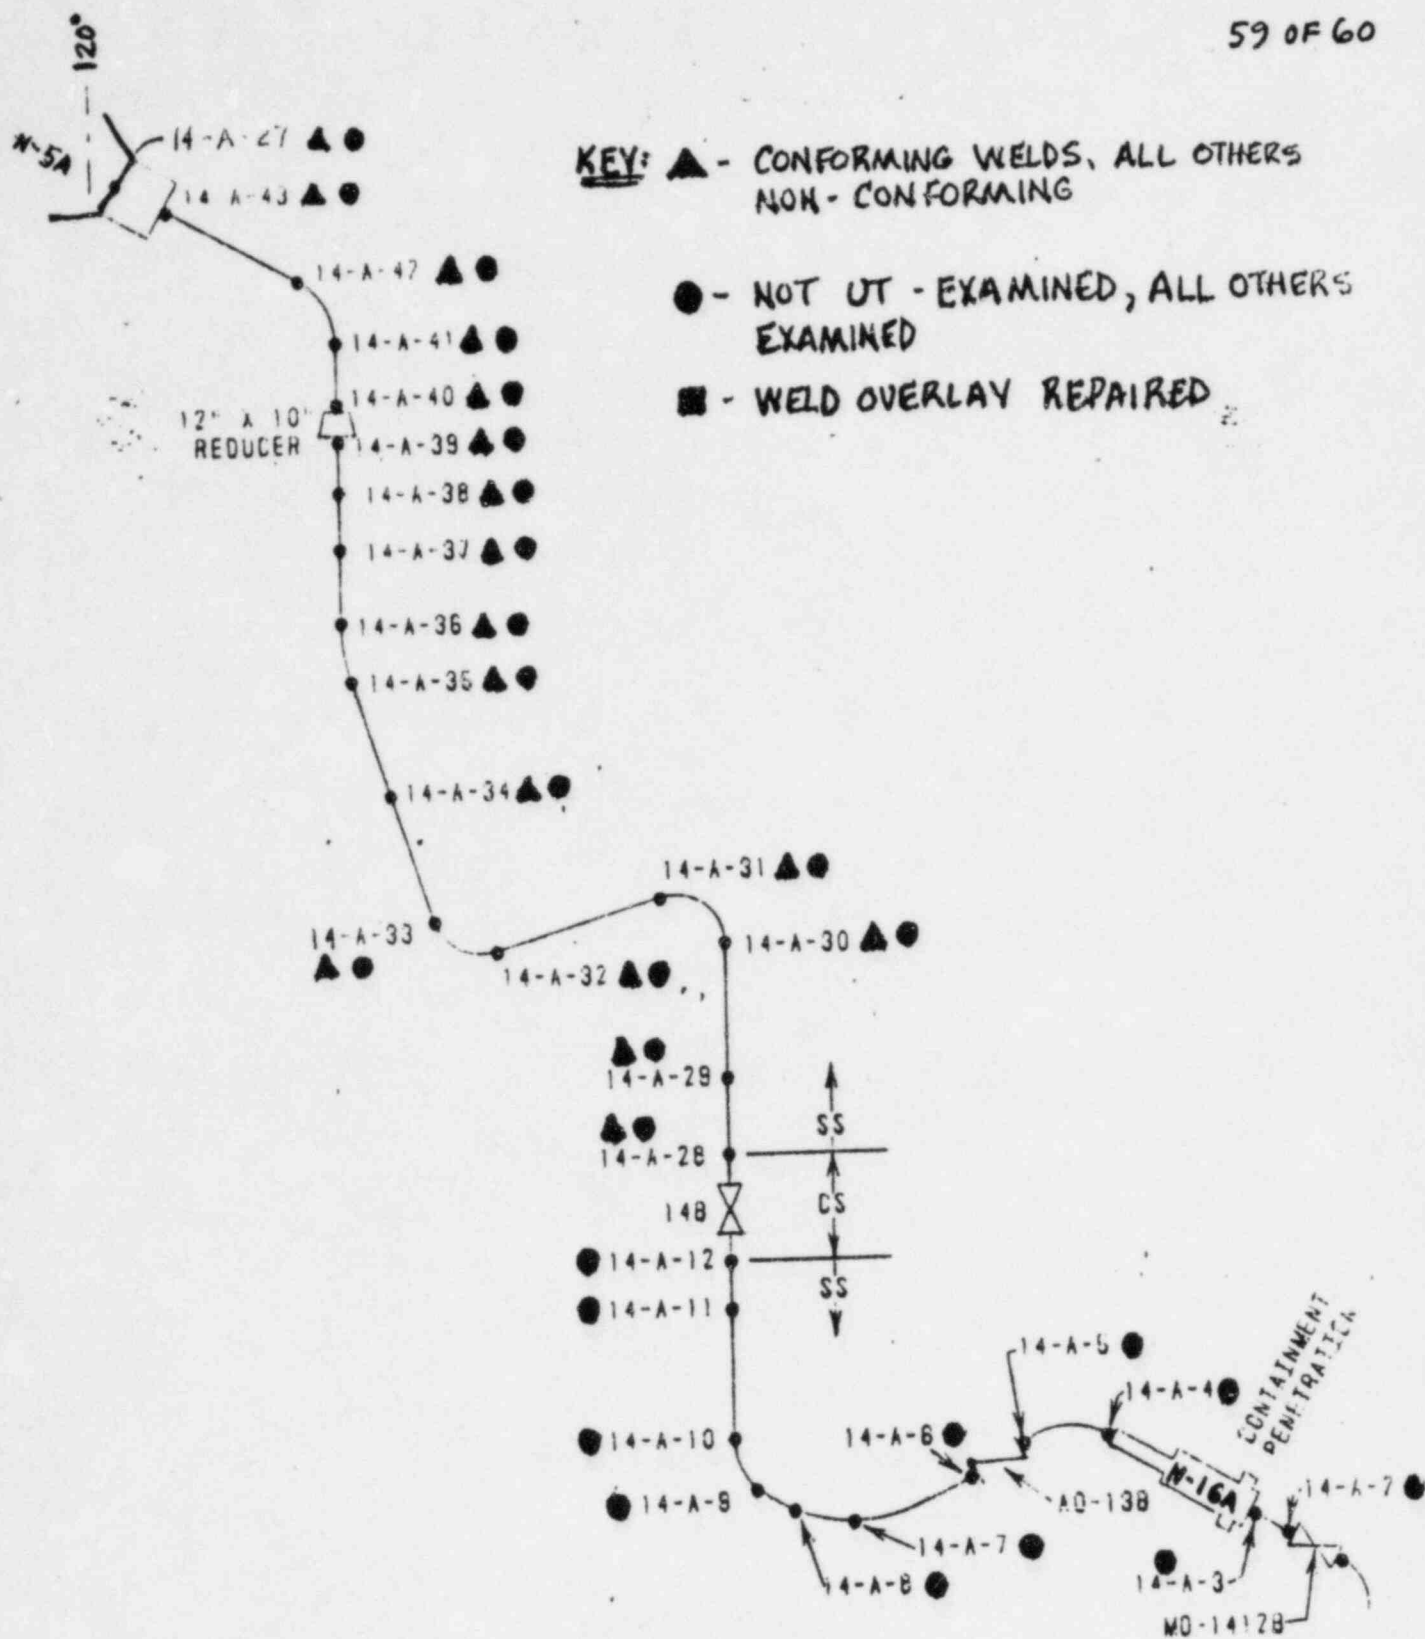 59 OF 60
120°
N-5A
14-A-27
14-A-43
KEY: ▲ - CONFORMING WELDS, ALL OTHERS
NON-CONFORMING
● - NOT UT - EXAMINED, ALL OTHERS
EXAMINED
■ - WELD OVERLAY REPAIRED
14-A-42
14-A-41
14-A-40
12" X 10"
REDUCER
14-A-39
14-A-38
14-A-37
14-A-36
14-A-35
14-A-34
14-A-31
14-A-33
14-A-30
14-A-32
14-A-29
SS
14-A-28
14B
CS
14-A-12
SS
14-A-11
CONTAINMENT
PENETRATION
14-A-5
14-A-4
14-A-10
14-A-6
N-16A
14-A-9
AO-13B
14-A-2
14-A-7
14-A-8
14-A-3
MO-1412B